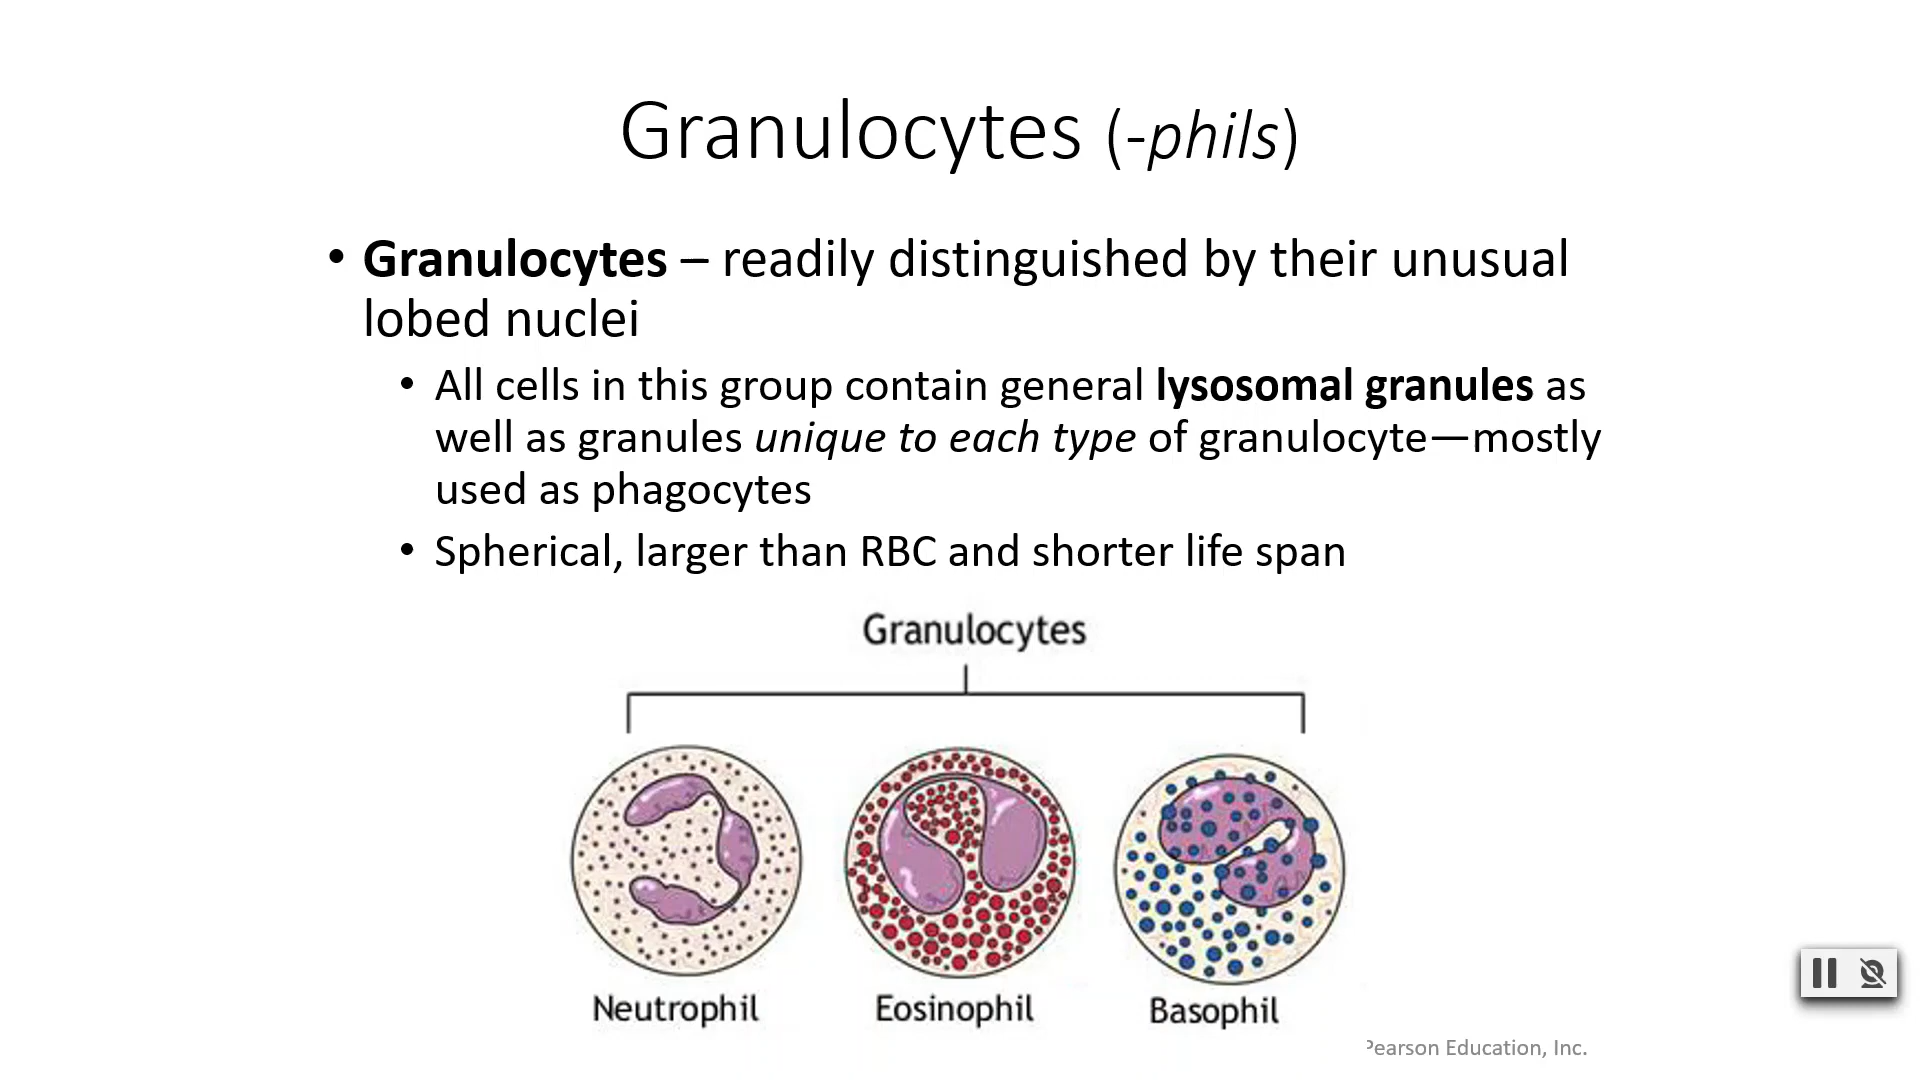 Granulocytes (-phils)
• Granulocytes – readily distinguished by their unusual
lobed nuclei
• All cells in this group contain general lysosomal granules as
well as granules unique to each type of granulocyte—mostly
used as phagocytes
• Spherical, larger than RBC and shorter life span
Granulocytes
Neutrophil Eosinophil Basophil
Pearson Education, Inc.